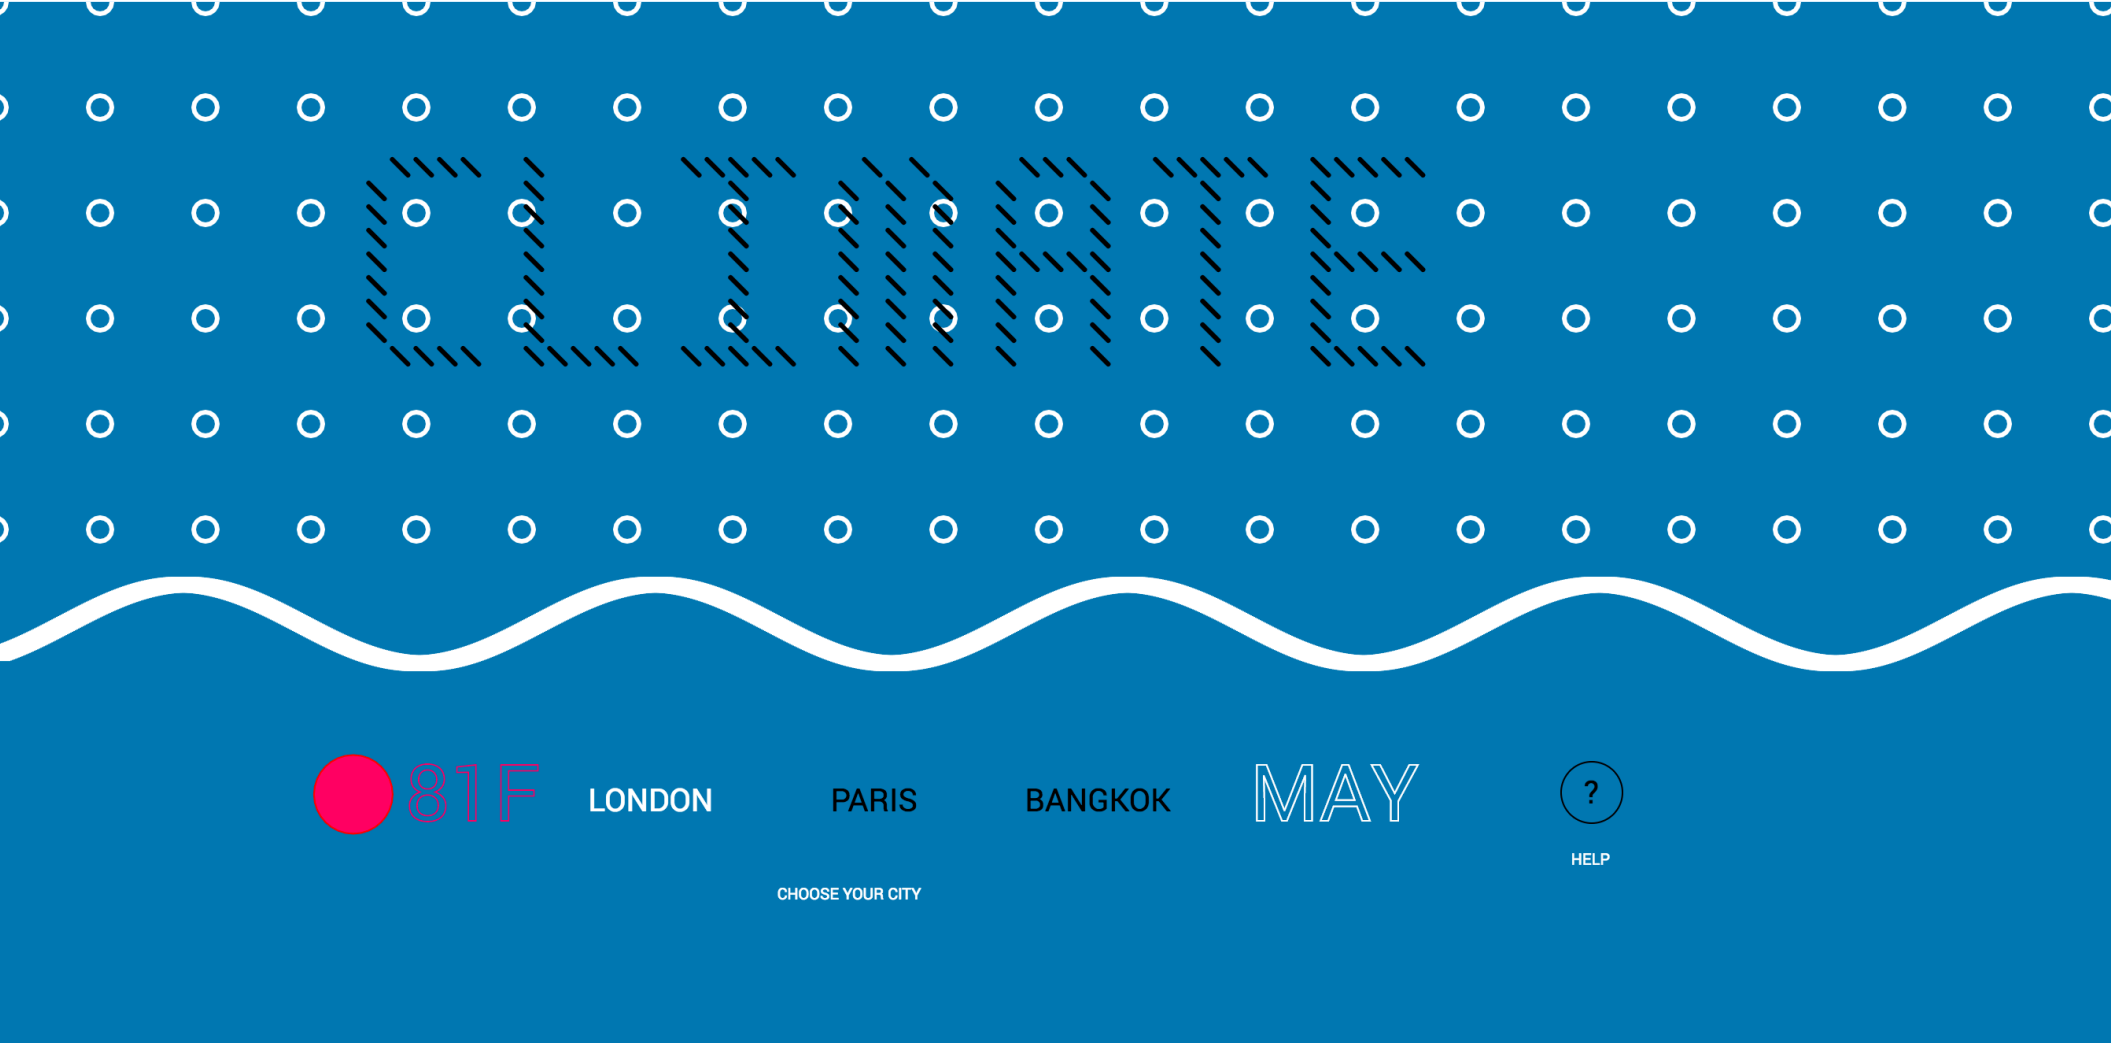 CLIMATE
81F LONDON PARIS BANGKOK MAY ?
HELP
CHOOSE YOUR CITY